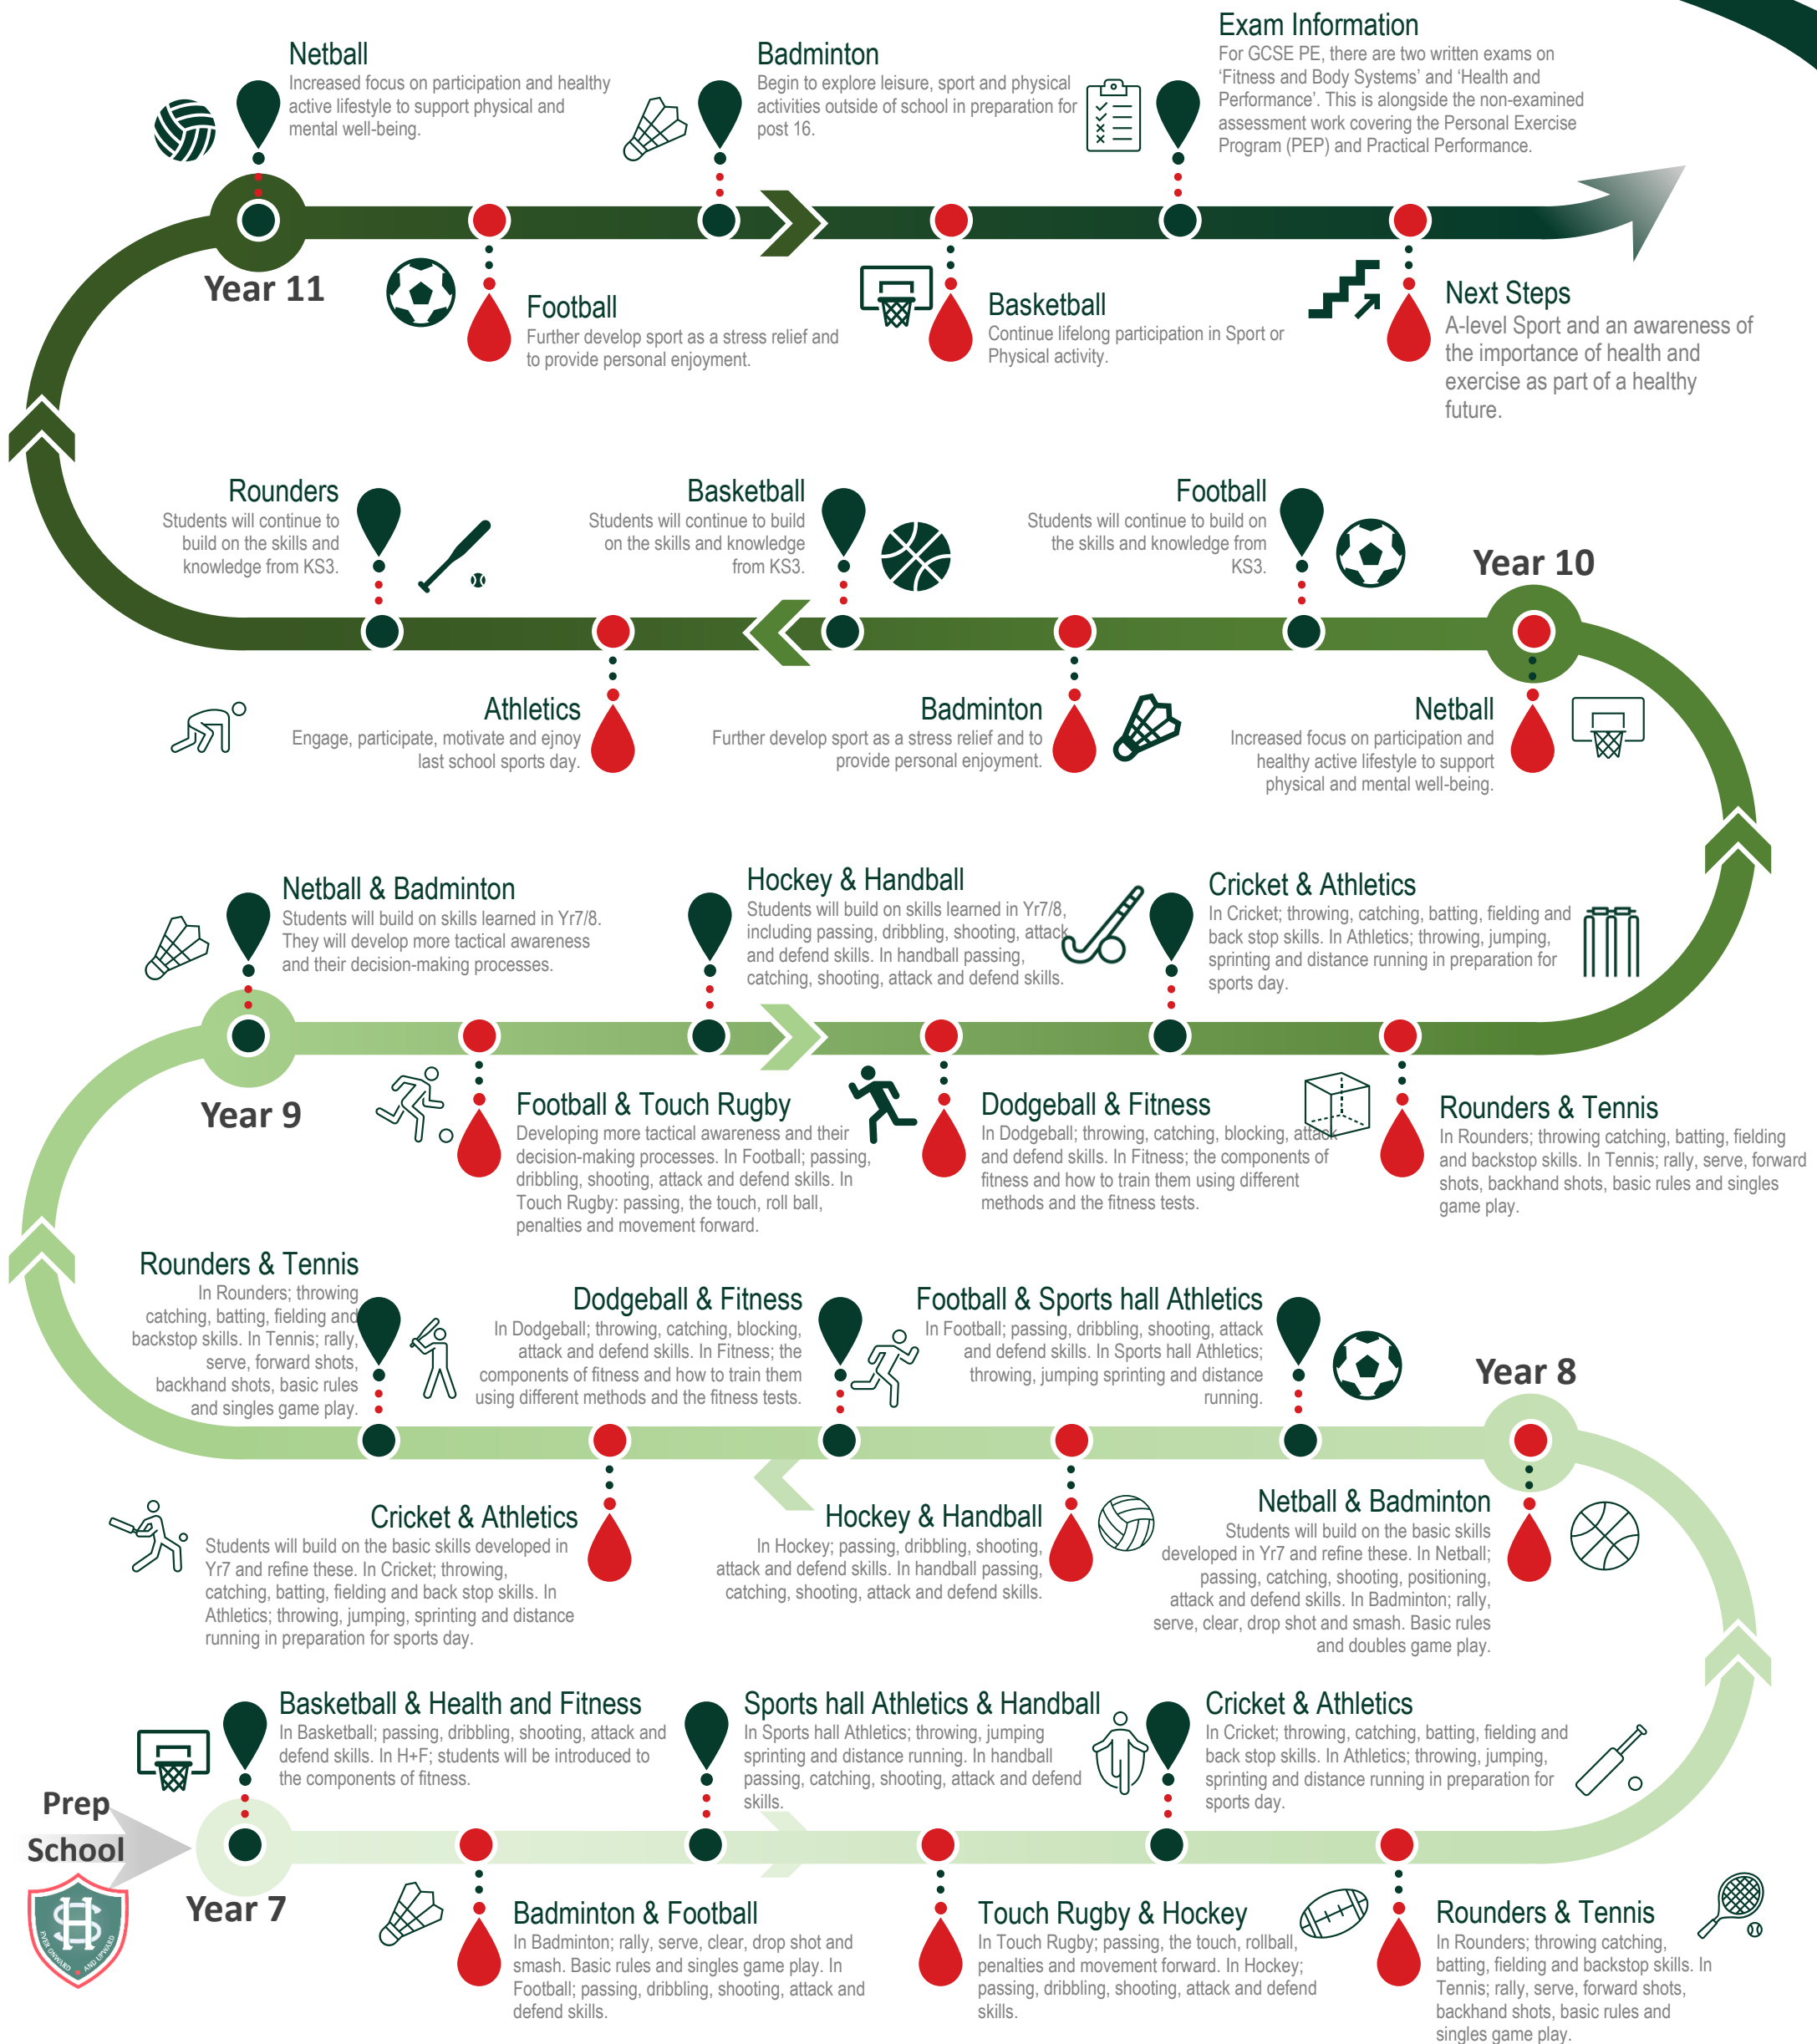 Netball
Increased focus on participation and healthy
active lifestyle to support physical and
mental well-being.
Badminton
Begin to explore leisure, sport and physical
activities outside of school in preparation for
post 16.
Exam Information
For GCSE PE, there are two written exams on
‘Fitness and Body Systems’ and ‘Health and
Performance’. This is alongside the non-examined
assessment work covering the Personal Exercise
Program (PEP) and Practical Performance.
Year 11
Football
Further develop sport as a stress relief and
to provide personal enjoyment.
Basketball
Continue lifelong participation in Sport or
Physical activity.
Next Steps
A-level Sport and an awareness of
the importance of health and
exercise as part of a healthy
future.
Rounders
Students will continue to
build on the skills and
knowledge from KS3.
Basketball
Students will continue to build
on the skills and knowledge
from KS3.
Football
Students will continue to build on
the skills and knowledge from
KS3.
Year 10
Athletics
Engage, participate, motivate and ejnoy
last school sports day.
Badminton
Further develop sport as a stress relief and to
provide personal enjoyment.
Netball
Increased focus on participation and
healthy active lifestyle to support
physical and mental well-being.
Netball & Badminton
Students will build on skills learned in Yr7/8.
They will develop more tactical awareness
and their decision-making processes.
Hockey & Handball
Students will build on skills learned in Yr7/8,
including passing, dribbling, shooting, attack
and defend skills. In handball passing,
catching, shooting, attack and defend skills.
Cricket & Athletics
In Cricket; throwing, catching, batting, fielding and
back stop skills. In Athletics; throwing, jumping,
sprinting and distance running in preparation for
sports day.
Year 9
Football & Touch Rugby
Developing more tactical awareness and their
decision-making processes. In Football; passing,
dribbling, shooting, attack and defend skills. In
Touch Rugby: passing, the touch, roll ball,
penalties and movement forward.
Dodgeball & Fitness
In Dodgeball; throwing, catching, blocking, attack
and defend skills. In Fitness; the components of
fitness and how to train them using different
methods and the fitness tests.
Rounders & Tennis
In Rounders; throwing catching, batting, fielding
and backstop skills. In Tennis; rally, serve, forward
shots, backhand shots, basic rules and singles
game play.
Rounders & Tennis
In Rounders; throwing
catching, batting, fielding and
backstop skills. In Tennis; rally,
serve, forward shots,
backhand shots, basic rules
and singles game play.
Dodgeball & Fitness
In Dodgeball; throwing, catching, blocking,
attack and defend skills. In Fitness; the
components of fitness and how to train them
using different methods and the fitness tests.
Football & Sports hall Athletics
In Football; passing, dribbling, shooting, attack
and defend skills. In Sports hall Athletics;
throwing, jumping sprinting and distance
running.
Year 8
Cricket & Athletics
Students will build on the basic skills developed in
Yr7 and refine these. In Cricket; throwing,
catching, batting, fielding and back stop skills. In
Athletics; throwing, jumping, sprinting and distance
running in preparation for sports day.
Hockey & Handball
In Hockey; passing, dribbling, shooting,
attack and defend skills. In handball passing,
catching, shooting, attack and defend skills.
Netball & Badminton
Students will build on the basic skills
developed in Yr7 and refine these. In Netball;
passing, catching, shooting, positioning,
attack and defend skills. In Badminton; rally,
serve, clear, drop shot and smash. Basic rules
and doubles game play.
Basketball & Health and Fitness
In Basketball; passing, dribbling, shooting, attack and
defend skills. In H+F; students will be introduced to
the components of fitness.
Sports hall Athletics & Handball
In Sports hall Athletics; throwing, jumping
sprinting and distance running. In handball
passing, catching, shooting, attack and defend
skills.
Cricket & Athletics
In Cricket; throwing, catching, batting, fielding and
back stop skills. In Athletics; throwing, jumping,
sprinting and distance running in preparation for
sports day.
Prep
School
EVER ONWARD AND UPWARD
Year 7
Badminton & Football
In Badminton; rally, serve, clear, drop shot and
smash. Basic rules and singles game play. In
Football; passing, dribbling, shooting, attack and
defend skills.
Touch Rugby & Hockey
In Touch Rugby; passing, the touch, rollball,
penalties and movement forward. In Hockey;
passing, dribbling, shooting, attack and defend
skills.
Rounders & Tennis
In Rounders; throwing catching,
batting, fielding and backstop skills. In
Tennis; rally, serve, forward shots,
backhand shots, basic rules and
singles game play.